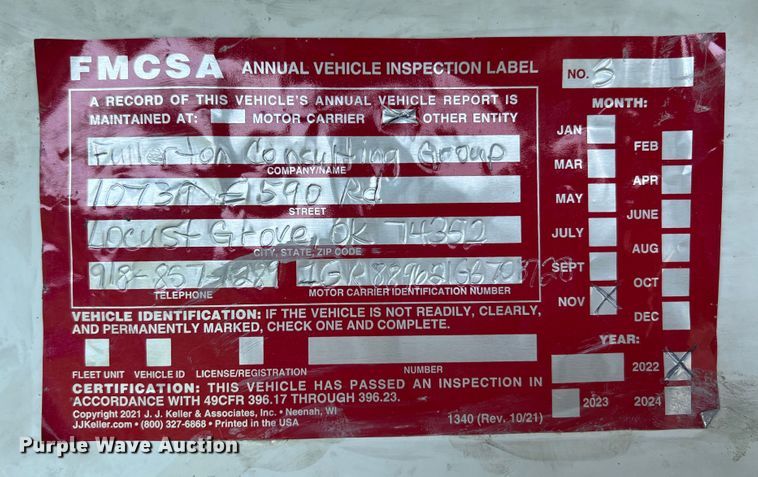 FMCSA ANNUAL VEHICLE INSPECTION LABEL
NO. 5
A RECORD OF THIS VEHICLE'S ANNUAL VEHICLE REPORT IS
MAINTAINED AT: MOTOR CARRIER X OTHER ENTITY
Fullerton Consulting Group
COMPANY/NAME
Rd
STREET
Locust Grove, OK 74352
CITY, STATE, ZIP CODE
TELEPHONE
MOTOR CARRIER IDENTIFICATION NUMBER
VEHICLE IDENTIFICATION: IF THE VEHICLE IS NOT READILY, CLEARLY,
AND PERMANENTLY MARKED, CHECK ONE AND COMPLETE.
FLEET UNIT VEHICLE ID LICENSE/REGISTRATION NUMBER
CERTIFICATION: THIS VEHICLE HAS PASSED AN INSPECTION IN
ACCORDANCE WITH 49CFR 396.17 THROUGH 396.23.
Copyright 2021 J. J. Keller & Associates, Inc. • Neenah, WI
JJKeller.com • (800) 327-6868 • Printed in the USA
1340 (Rev. 10/21)
MONTH:
JAN
FEB
MAR
APR
MAY
JUNE
JULY
AUG
SEPT
OCT
NOV X
DEC
YEAR:
2022 X
2023 2024
Purple Wave Auction